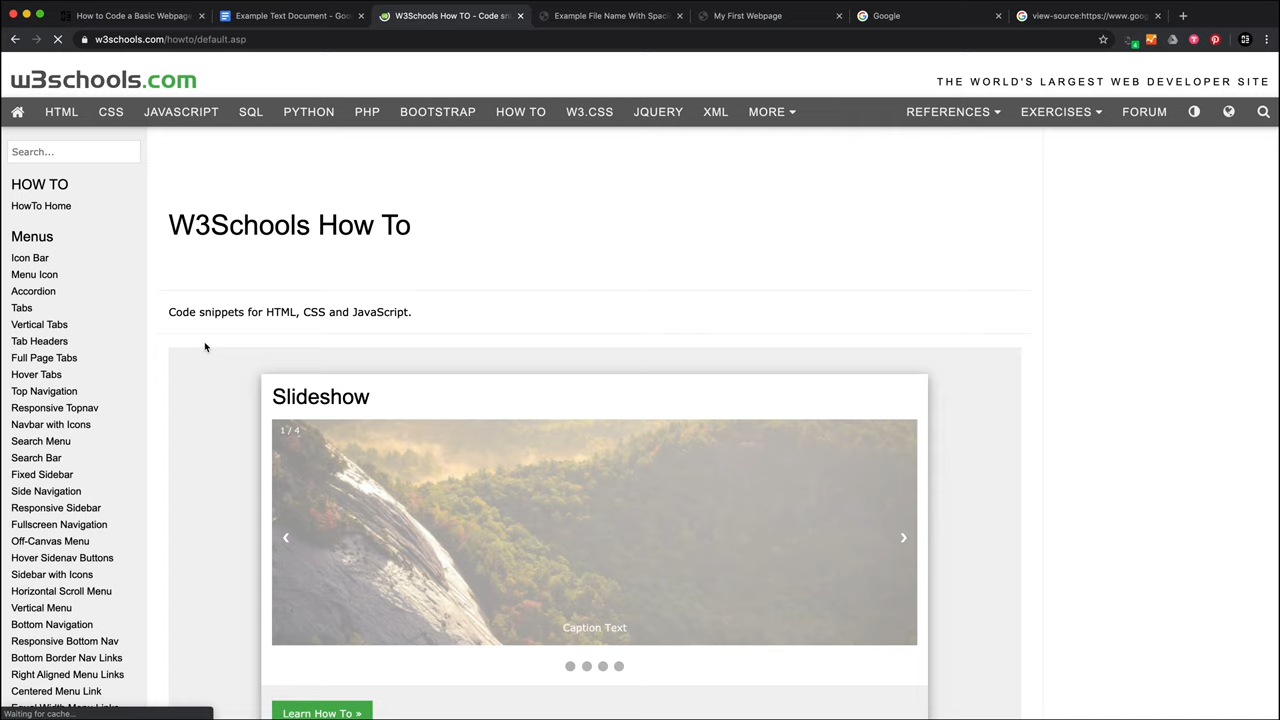 How to Code a Basic Webpage
Example Text Document - Goo
W3Schools How TO - Code sni
Example File Name With Spaci
My First Webpage
Google
view-source:https://www.goog
w3schools.com/howto/default.asp
w3schools.com
THE WORLD'S LARGEST WEB DEVELOPER SITE
HTML CSS JAVASCRIPT SQL PYTHON PHP BOOTSTRAP HOW TO W3.CSS JQUERY XML MORE REFERENCES EXERCISES FORUM
Search...
HOW TO
HowTo Home
Menus
Icon Bar
Menu Icon
Accordion
Tabs
Vertical Tabs
Tab Headers
Full Page Tabs
Hover Tabs
Top Navigation
Responsive Topnav
Navbar with Icons
Search Menu
Search Bar
Fixed Sidebar
Side Navigation
Responsive Sidebar
Fullscreen Navigation
Off-Canvas Menu
Hover Sidenav Buttons
Sidebar with Icons
Horizontal Scroll Menu
Vertical Menu
Bottom Navigation
Responsive Bottom Nav
Bottom Border Nav Links
Right Aligned Menu Links
Centered Menu Link
Equal Width Menu Links
Waiting for cache...
W3Schools How To
Code snippets for HTML, CSS and JavaScript.
Slideshow
1 / 4
❮ ❯
Caption Text
Learn How To »